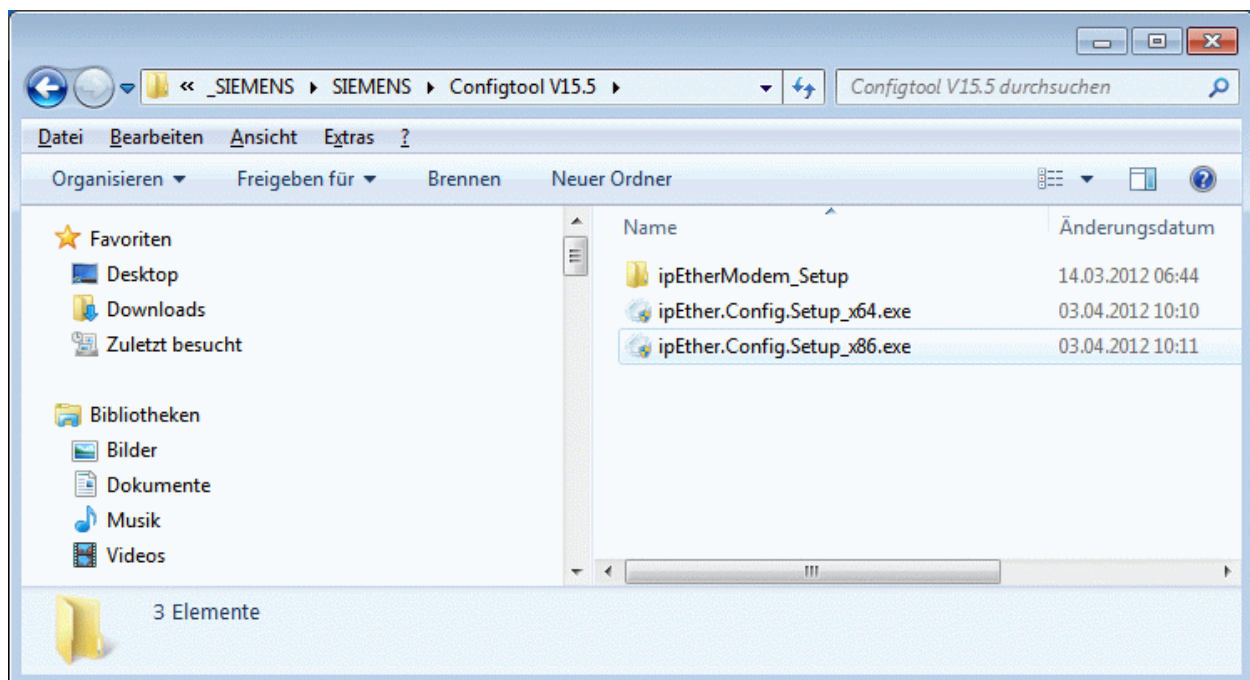 « _SIEMENS ▸ SIEMENS ▸ Configtool V15.5 ▸
Configtool V15.5 durchsuchen
Datei Bearbeiten Ansicht Extras ?
Organisieren Freigeben für Brennen Neuer Ordner
Favoriten
Desktop
Downloads
Zuletzt besucht
Bibliotheken
Bilder
Dokumente
Musik
Videos
Name Änderungsdatum
ipEtherModem_Setup 14.03.2012 06:44
ipEther.Config.Setup_x64.exe 03.04.2012 10:10
ipEther.Config.Setup_x86.exe 03.04.2012 10:11
3 Elemente